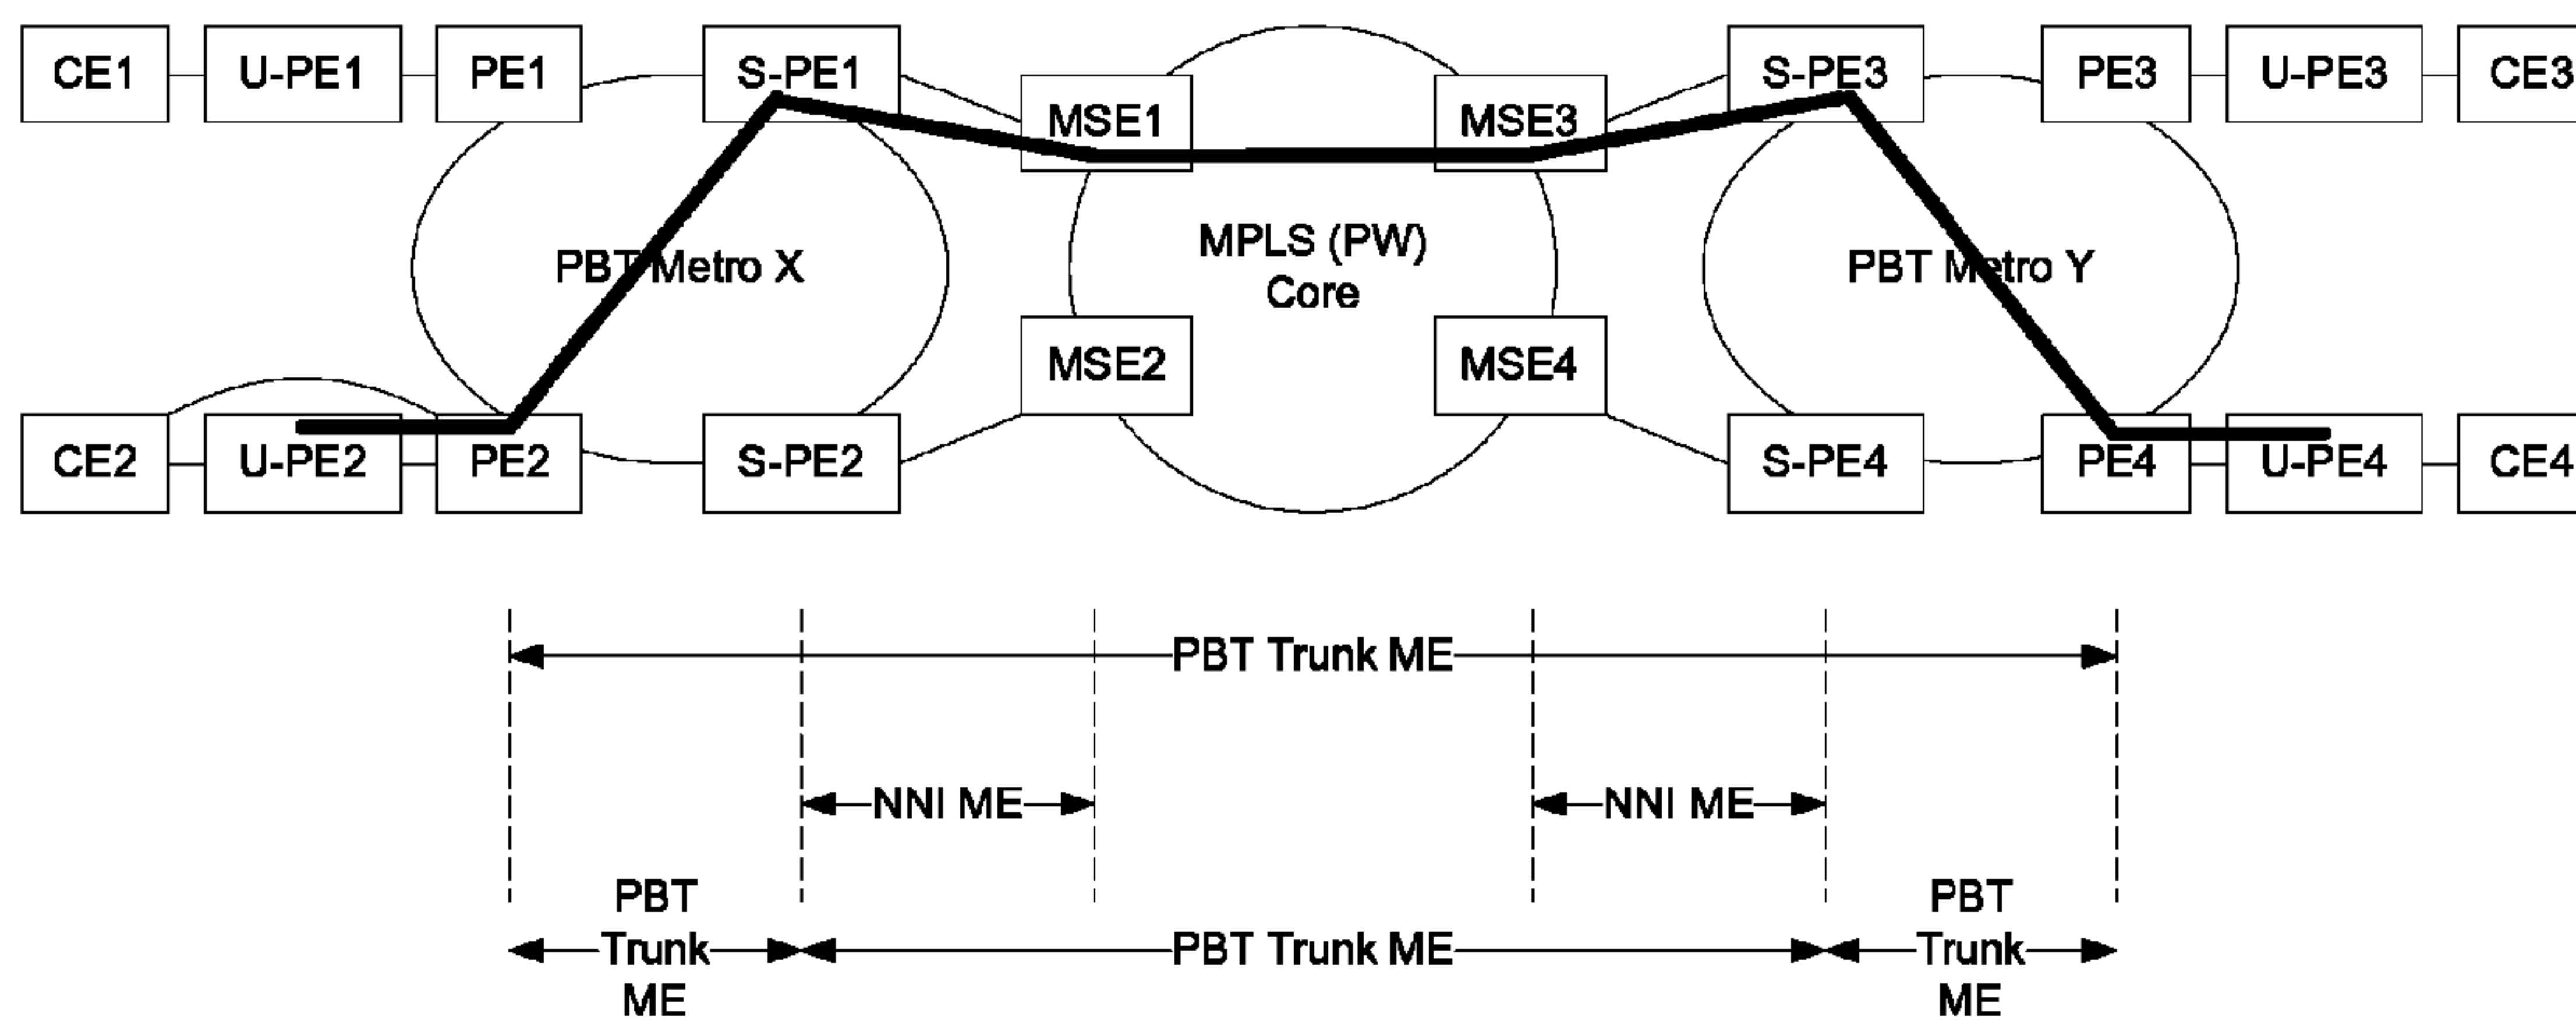 CE1
U-PE1
PE1
S-PE1
MSE1
MSE3
S-PE3
PE3
U-PE3
CE3
PBT Metro X
MPLS (PW)
Core
PBT Metro Y
MSE2
MSE4
CE2
U-PE2
PE2
S-PE2
S-PE4
PE4
U-PE4
CE4
PBT Trunk ME
NNI ME
NNI ME
PBT
Trunk
ME
PBT Trunk ME
PBT
Trunk
ME